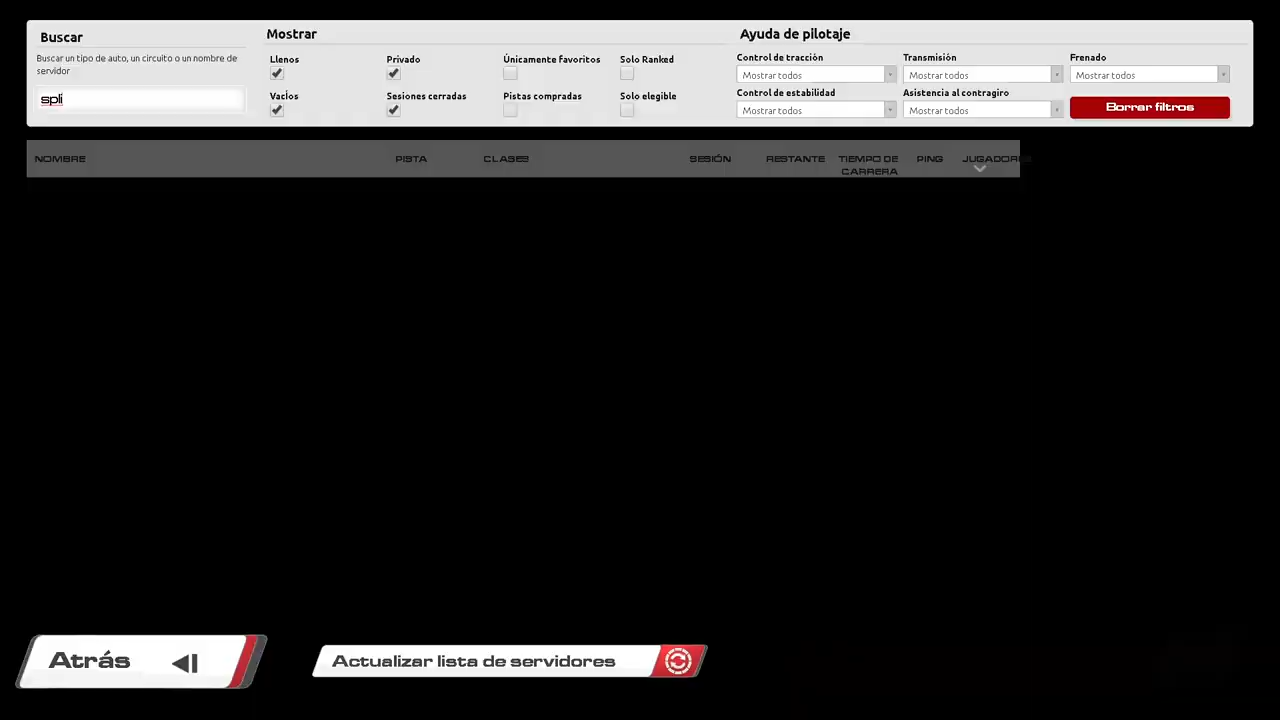 Buscar
Buscar un tipo de auto, un circuito o un nombre de
servidor
spli
Mostrar
Llenos
Privado
Únicamente favoritos
Solo Ranked
Vacíos
Sesiones cerradas
Pistas compradas
Solo elegible
Ayuda de pilotaje
Control de tracción
Transmisión
Frenado
Mostrar todos
Mostrar todos
Mostrar todos
Control de estabilidad
Asistencia al contragiro
Mostrar todos
Mostrar todos
Borrar filtros
NOMBRE
PISTA
CLASES
SESIÓN
RESTANTE
TIEMPO DE
CARRERA
PING
JUGADORES
Atrás
Actualizar lista de servidores